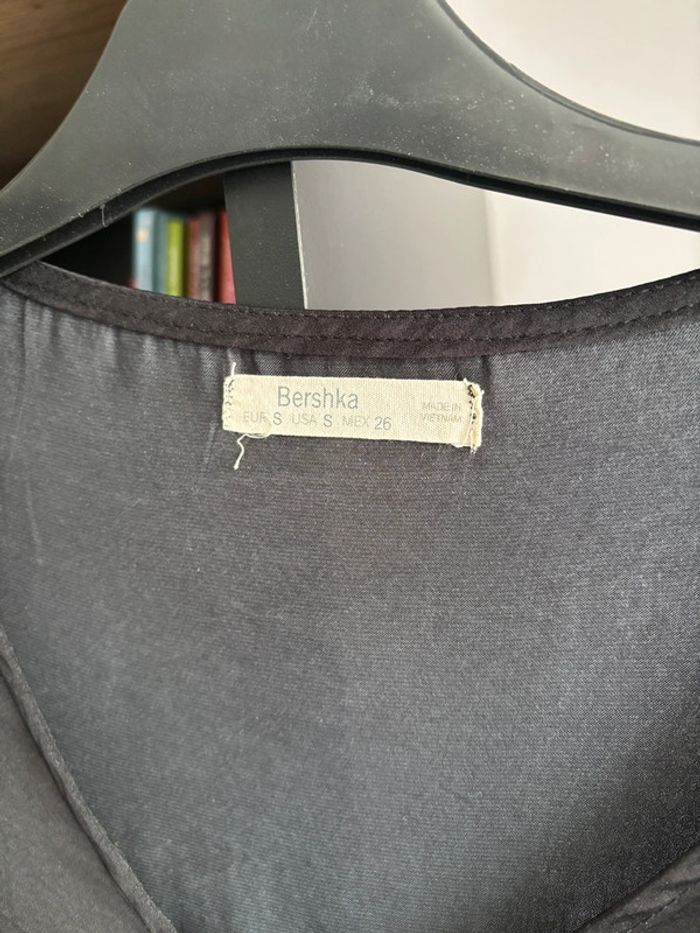 Bershka
EUR S USA S MEX 26
MADE IN
VIETNAM